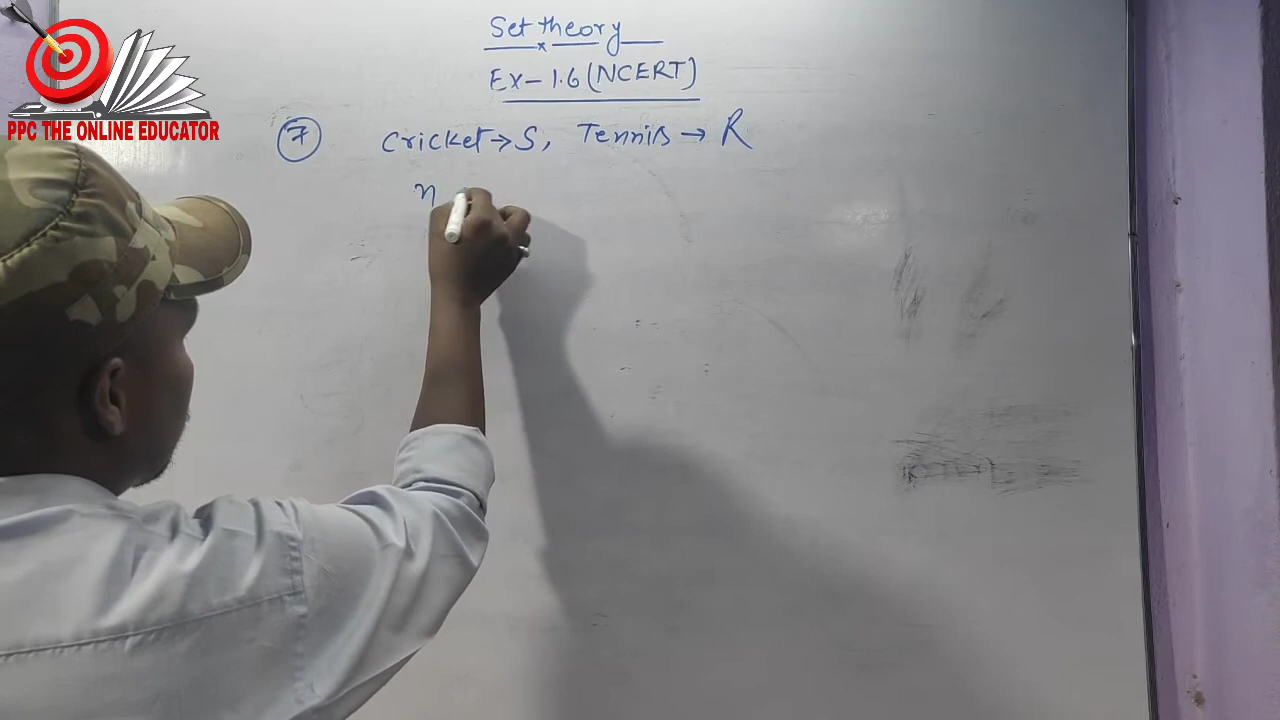 Set theory
Ex-1.6 (NCERT)
PPC THE ONLINE EDUCATOR
7 Cricket → S, Tennis → R
n